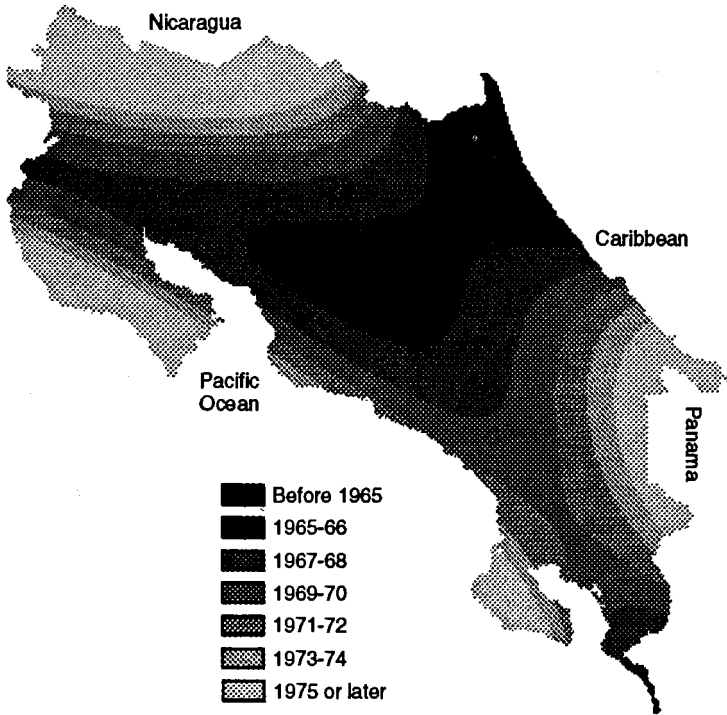 Nicaragua
Caribbean
Pacific
Ocean
Panama
Before 1965
1965-66
1967-68
1969-70
1971-72
1973-74
1975 or later